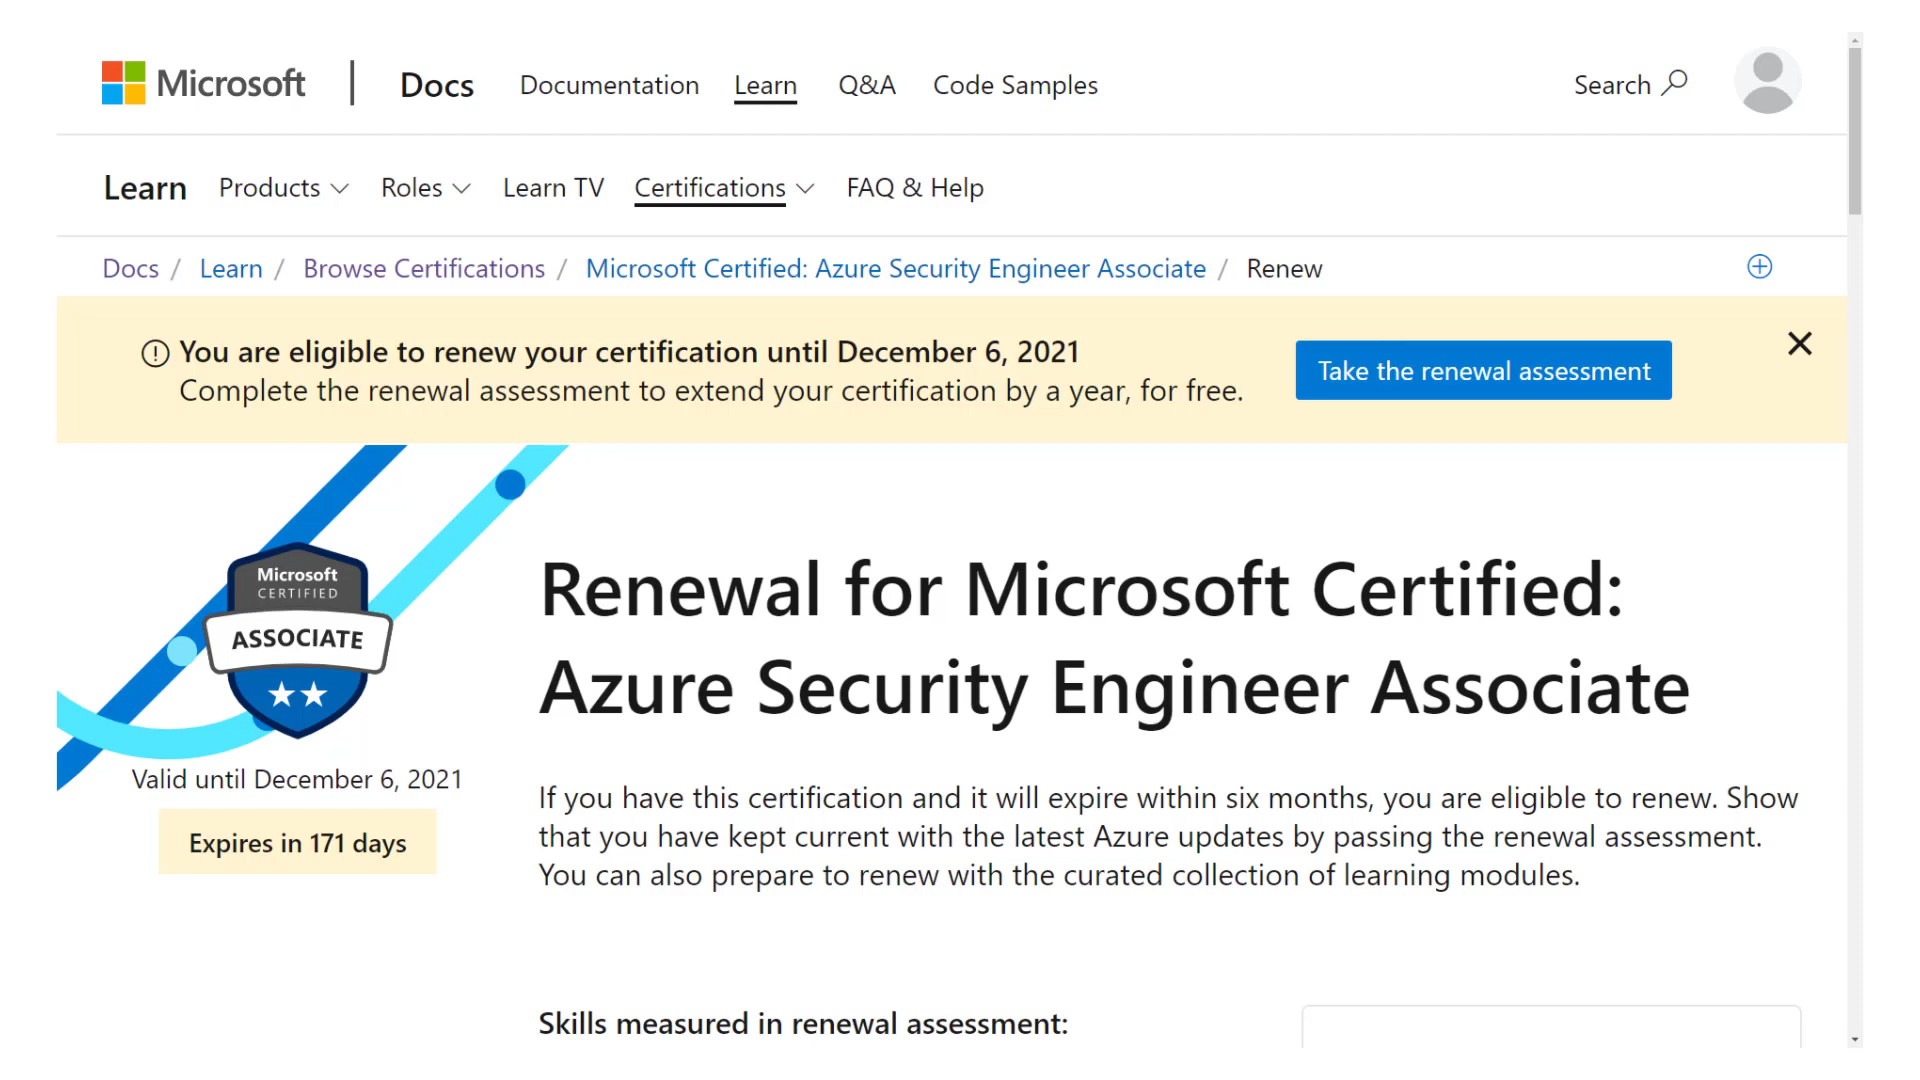 Microsoft | Docs Documentation Learn Q&A Code Samples Search
Learn Products Roles Learn TV Certifications FAQ & Help
Docs / Learn / Browse Certifications / Microsoft Certified: Azure Security Engineer Associate / Renew
You are eligible to renew your certification until December 6, 2021
Complete the renewal assessment to extend your certification by a year, for free.
Take the renewal assessment
Microsoft
CERTIFIED
ASSOCIATE
Valid until December 6, 2021
Expires in 171 days
Renewal for Microsoft Certified:
Azure Security Engineer Associate
If you have this certification and it will expire within six months, you are eligible to renew. Show
that you have kept current with the latest Azure updates by passing the renewal assessment.
You can also prepare to renew with the curated collection of learning modules.
Skills measured in renewal assessment: